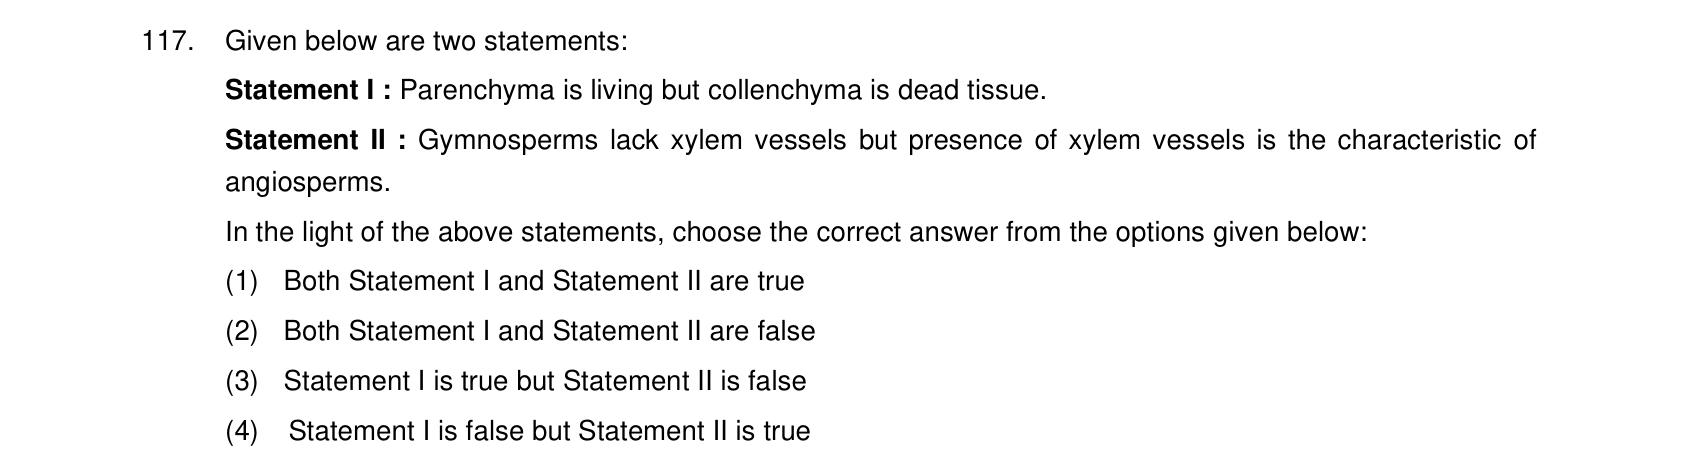 117. Given below are two statements:
Statement I : Parenchyma is living but collenchyma is dead tissue.
Statement II : Gymnosperms lack xylem vessels but presence of xylem vessels is the characteristic of
angiosperms.
In the light of the above statements, choose the correct answer from the options given below:
(1) Both Statement I and Statement II are true
(2) Both Statement I and Statement II are false
(3) Statement I is true but Statement II is false
(4) Statement I is false but Statement II is true